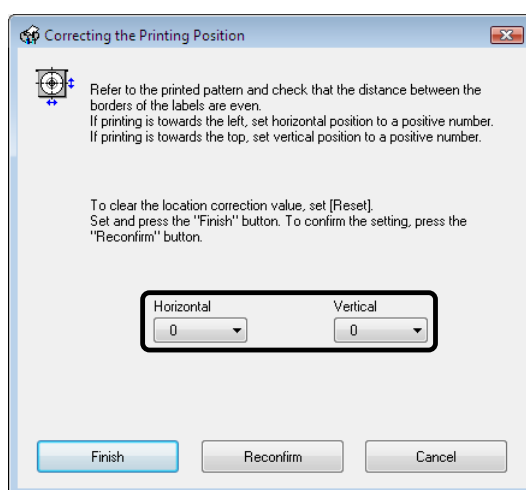 Correcting the Printing Position
Refer to the printed pattern and check that the distance between the
borders of the labels are even.
If printing is towards the left, set horizontal position to a positive number.
If printing is towards the top, set vertical position to a positive number.
To clear the location correction value, set [Reset].
Set and press the "Finish" button. To confirm the setting, press the
"Reconfirm" button.
Horizontal Vertical
0 0
Finish Reconfirm Cancel